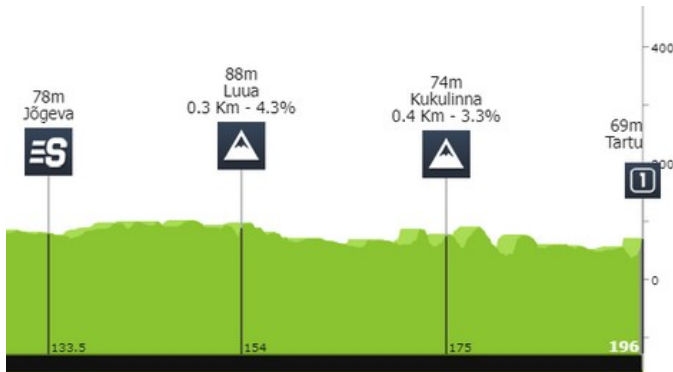 400
88m
Luua
0.3 Km - 4.3%
74m
Kukulinna
0.4 Km - 3.3%
78m
Jõgeva
69m
Tartu
S
1
0
133.5
154
175
196